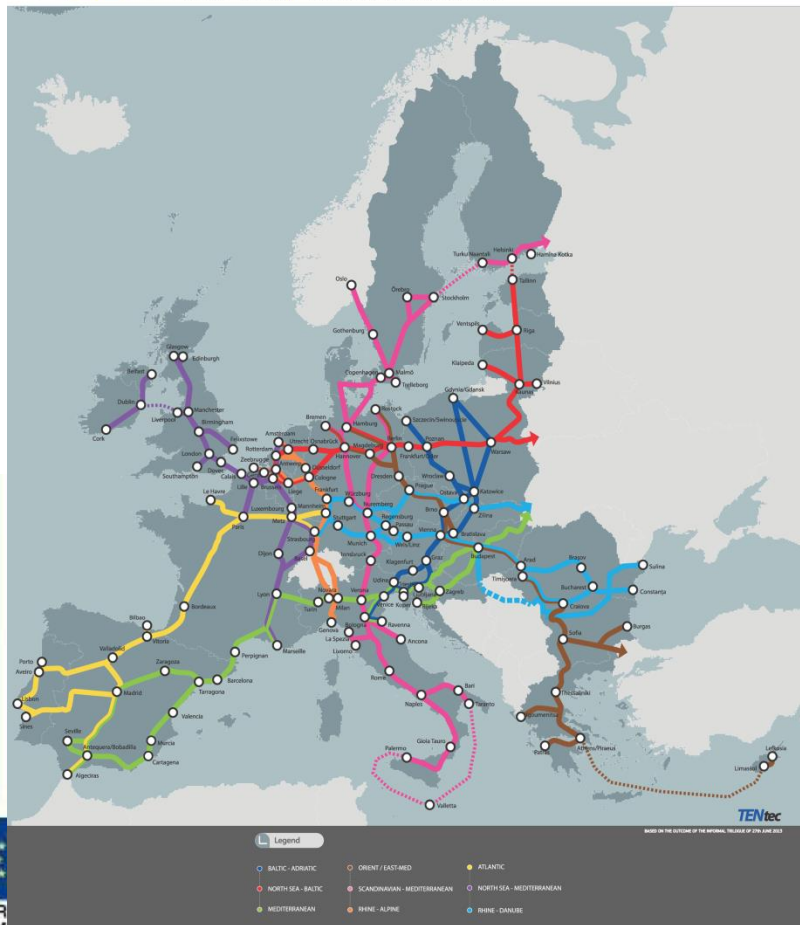 Helsinki
Turku/Naantali
Hamina Kotka
Oslo
Örebro
Stockholm
Tallinn
Gothenburg
Ventspils
Riga
Klaipeda
Copenhagen
Malmö
Trelleborg
Kaunas
Vilnius
Glasgow
Edinburgh
Belfast
Dublin
Liverpool
Manchester
Birmingham
Cork
London
Felixstowe
Southampton
Dover
Calais
Lille
Zeebrugge
Amsterdam
Rotterdam
Utrecht
Antwerp
Brussels
Liège
Düsseldorf
Cologne
Osnabrück
Bremen
Hamburg
Rostock
Hannover
Magdeburg
Berlin
Szczecin/Swinoujscie
Gdynia/Gdansk
Frankfurt/Oder
Poznan
Warsaw
Wroclaw
Dresden
Prague
Ostrava
Katowice
Brno
Zilina
Le Havre
Paris
Luxembourg
Metz
Mannheim
Frankfurt
Würzburg
Nuremberg
Regensburg
Passau
Stuttgart
Strasbourg
Basel
Munich
Wels/Linz
Vienna
Bratislava
Budapest
Dijon
Innsbruck
Klagenfurt
Graz
Udine
Lyon
Turin
Novara
Milan
Verona
Venice
Koper
Zagreb
Rijeka
Bologna
Ravenna
Genova
La Spezia
Livorno
Ancona
Marseille
Bordeaux
Bilbao
Vitoria
Valladolid
Porto
Aveiro
Lisbon
Sines
Madrid
Zaragoza
Perpignan
Barcelona
Tarragona
Valencia
Seville
Antequera/Bobadilla
Murcia
Cartagena
Algeciras
Rome
Naples
Bari
Taranto
Gioia Tauro
Palermo
Valletta
Arad
Timișoara
Brașov
Bucharest
Craiova
Sulina
Constanța
Sofia
Burgas
Thessaloniki
Igoumenitsa
Patras
Athens/Piraeus
Lefkosia
Limassol
TENtec
BASED ON THE OUTCOME OF THE INFORMAL TRILOGUE OF 27th JUNE 2013
Legend
BALTIC - ADRIATIC
ORIENT / EAST-MED
ATLANTIC
NORTH SEA - BALTIC
SCANDINAVIAN - MEDITERRANEAN
NORTH SEA - MEDITERRANEAN
MEDITERRANEAN
RHINE - ALPINE
RHINE - DANUBE